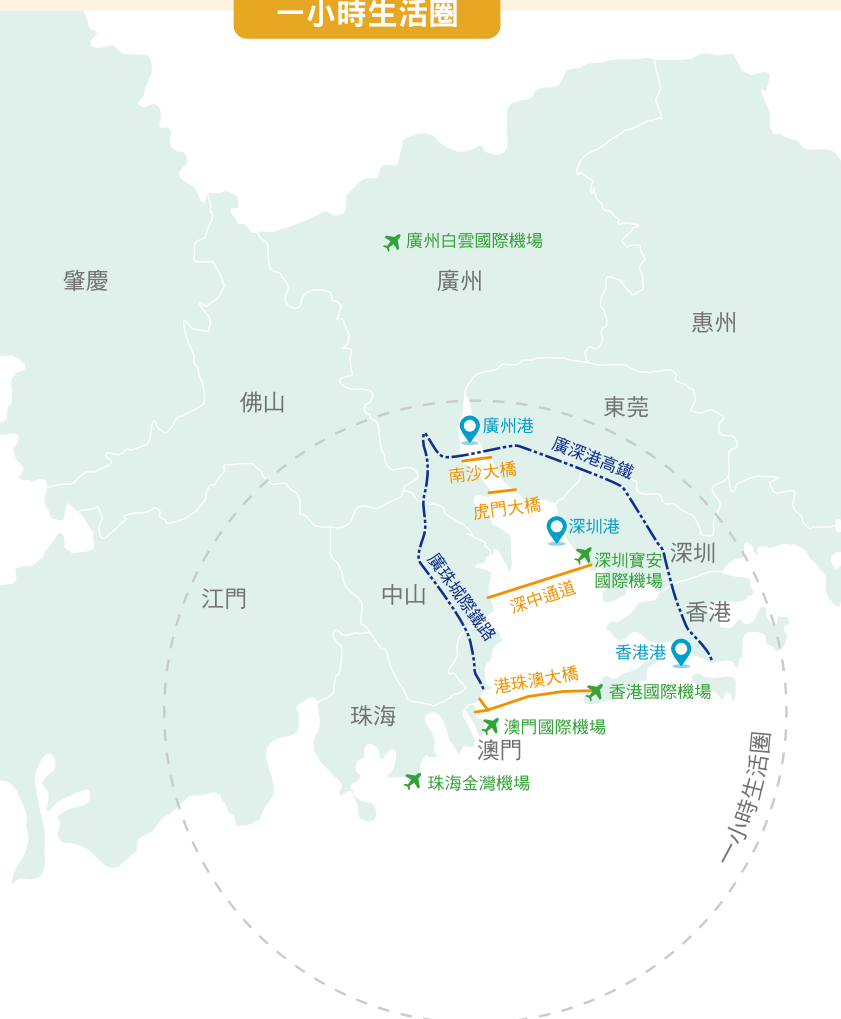 一小時生活圈
廣州白雲國際機場
肇慶
廣州
惠州
佛山
東莞
廣州港
廣深港高鐵
南沙大橋
虎門大橋
深圳港
深圳
深圳寶安
國際機場
江門
中山
廣珠城際鐵路
深中通道
香港
香港港
港珠澳大橋
香港國際機場
珠海
澳門國際機場
澳門
珠海金灣機場
一小時生活圈